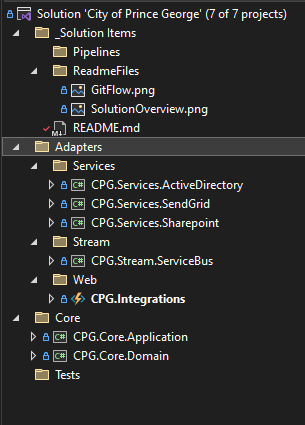 Solution 'City of Prince George' (7 of 7 projects)
_Solution Items
Pipelines
ReadmeFiles
GitFlow.png
SolutionOverview.png
README.md
Adapters
Services
CPG.Services.ActiveDirectory
CPG.Services.SendGrid
CPG.Services.Sharepoint
Stream
CPG.Stream.ServiceBus
Web
CPG.Integrations
Core
CPG.Core.Application
CPG.Core.Domain
Tests